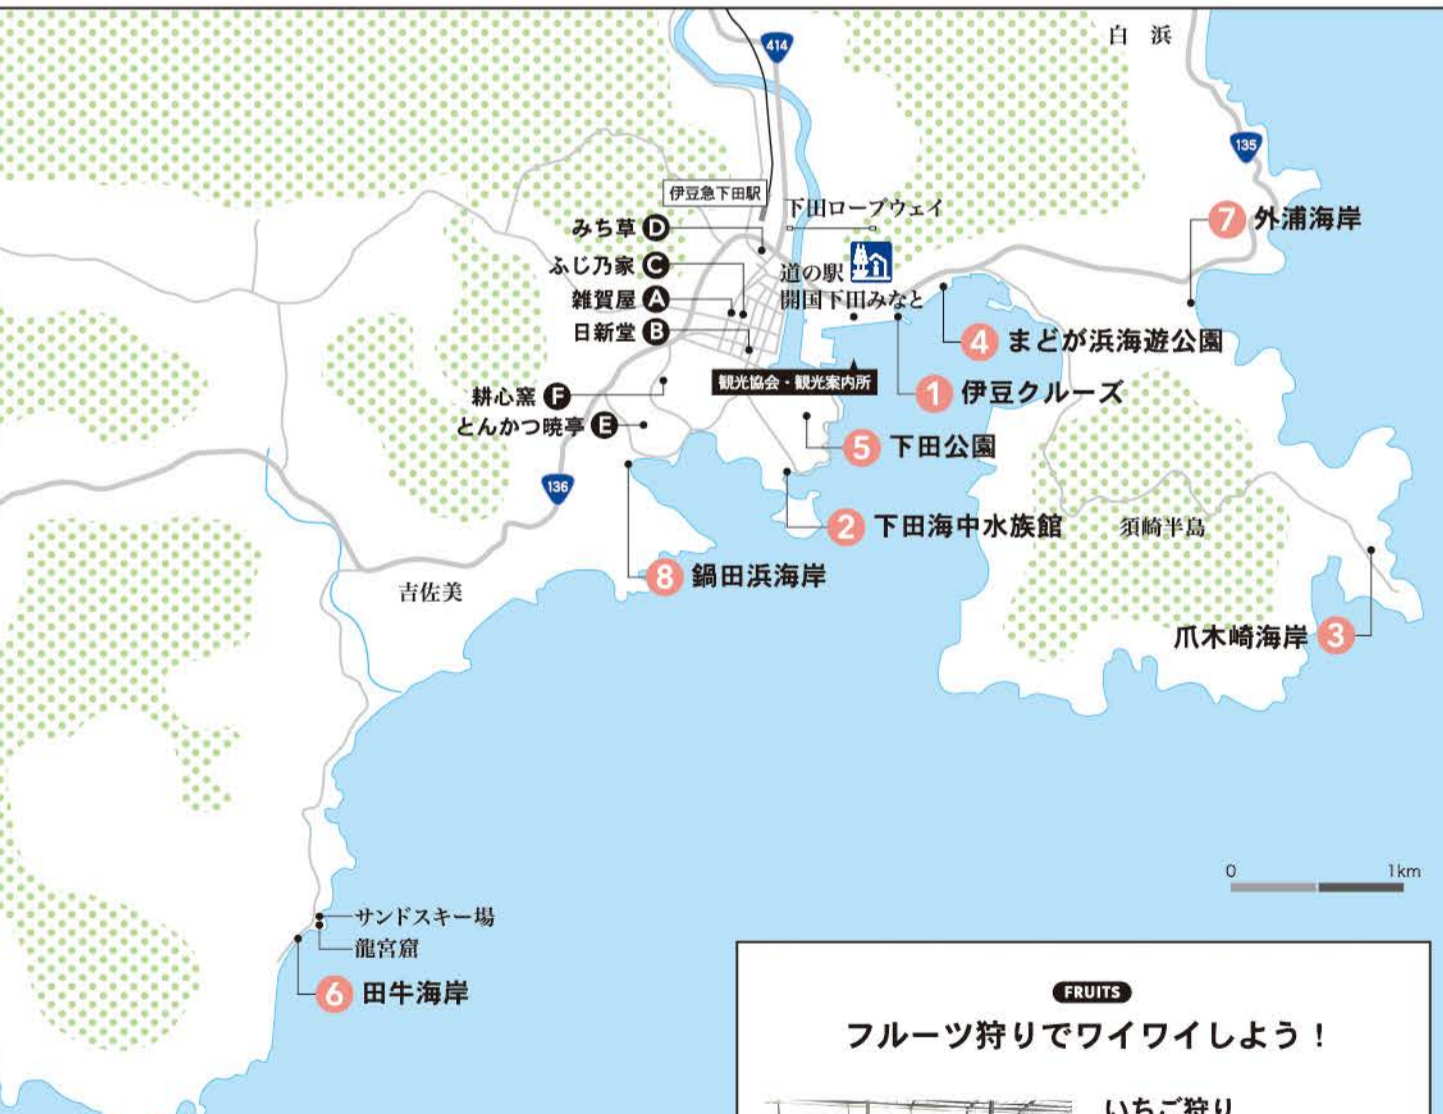 白 浜
414
135
伊豆急下田駅
下田ロープウェイ
7 外浦海岸
みち草 D
ふじ乃家 C
道の駅
開国下田みなと
雑賀屋 A
日新堂 B
4 まどが浜海遊公園
観光協会・観光案内所
1 伊豆クルーズ
耕心窯 F
とんかつ暁亭 E
5 下田公園
136
2 下田海中水族館
須崎半島
8 鍋田浜海岸
吉佐美
爪木崎海岸 3
0 1km
サンドスキー場
龍宮窟
6 田牛海岸
FRUITS
フルーツ狩りでワイワイしよう！
いちご狩り